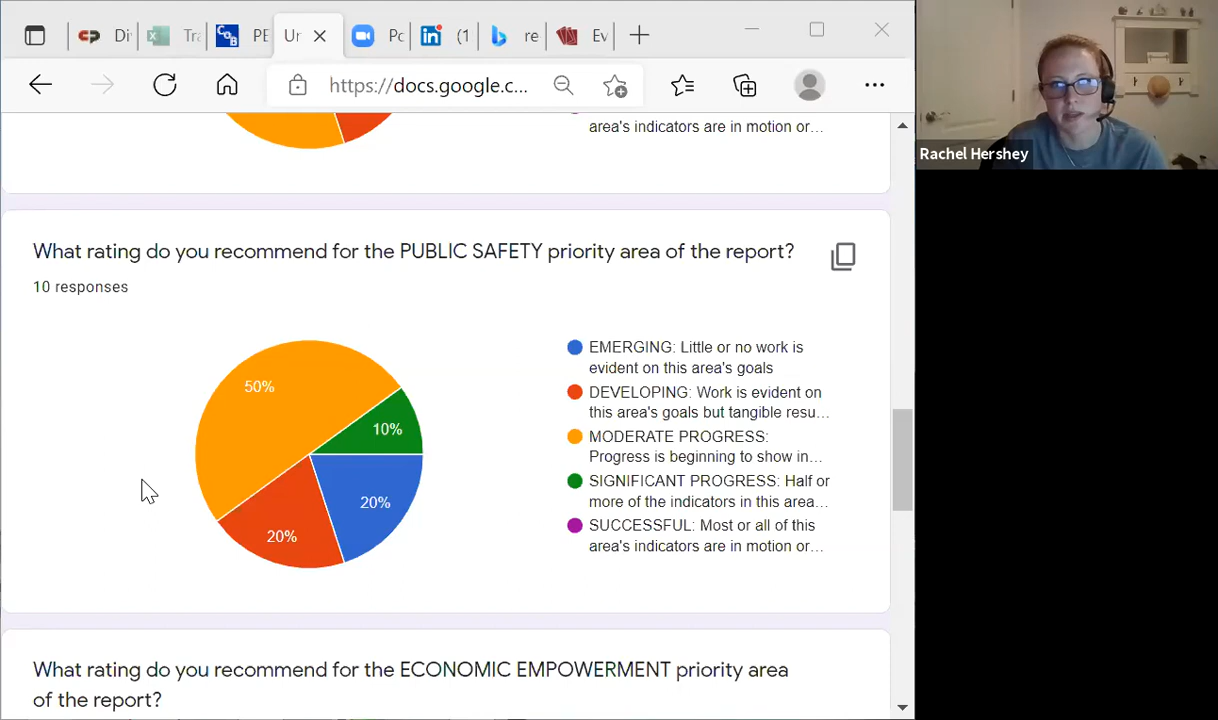 Di
Tra
COB
PE
Ur
Pc
in
(1
re
Ev
https://docs.google.c...
area's indicators are in motion or...
Rachel Hershey
What rating do you recommend for the PUBLIC SAFETY priority area of the report?
10 responses
50%
10%
20%
20%
EMERGING: Little or no work is
evident on this area's goals
DEVELOPING: Work is evident on
this area's goals but tangible resu...
MODERATE PROGRESS:
Progress is beginning to show in...
SIGNIFICANT PROGRESS: Half or
more of the indicators in this area...
SUCCESSFUL: Most or all of this
area's indicators are in motion or...
What rating do you recommend for the ECONOMIC EMPOWERMENT priority area
of the report?